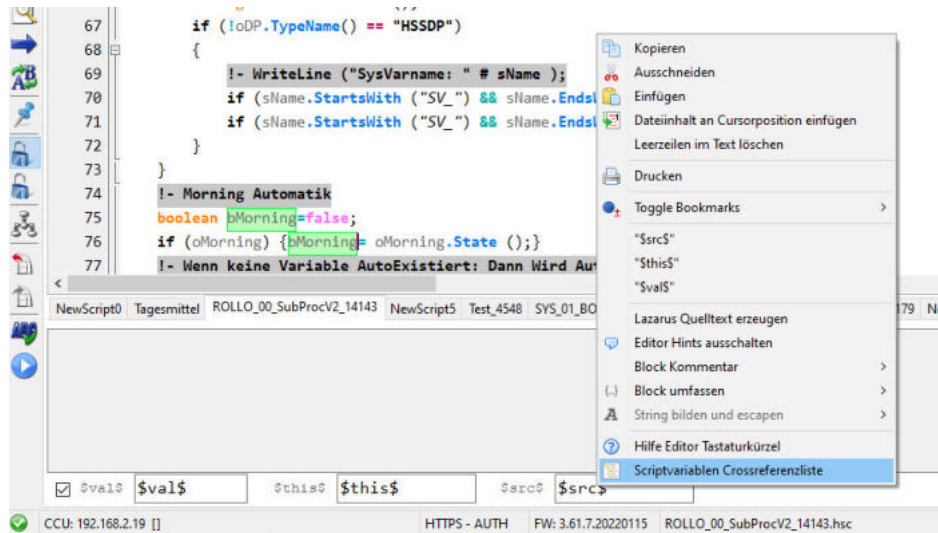 67 if (!oDP.TypeName() == "HSSDP")
68 {
69 !- WriteLine ("SysVarname: " # sName );
70 if (sName.StartsWith ("SV_") && sName.Ends
71 if (sName.StartsWith ("SV_") && sName.Ends
72 }
73 }
74 !- Morning Automatik
75 boolean bMorning=false;
76 if (oMorning) {bMorning= oMorning.State ();}
77 !- Wenn keine Variable AutoExistiert: Dann Wird Au
Kopieren
Ausschneiden
Einfügen
Dateiinhalt an Cursorposition einfügen
Leerzeilen im Text löschen
Drucken
Toggle Bookmarks
"$src$"
"$this$"
"$val$"
Lazarus Quelltext erzeugen
Editor Hints ausschalten
Block Kommentar
Block umfassen
String bilden und escapen
Hilfe Editor Tastaturkürzel
Scriptvariablen Crossreferenzliste
NewScript0 Tagesmittel ROLLO_00_SubProcV2_14143 NewScript5 Test_4548 SYS_01_BO 179 N
$val$ $val$ $this$ $this$ $src$ $src$
CCU: 192.168.2.19 [] HTTPS - AUTH FW: 3.61.7.20220115 ROLLO_00_SubProcV2_14143.hsc